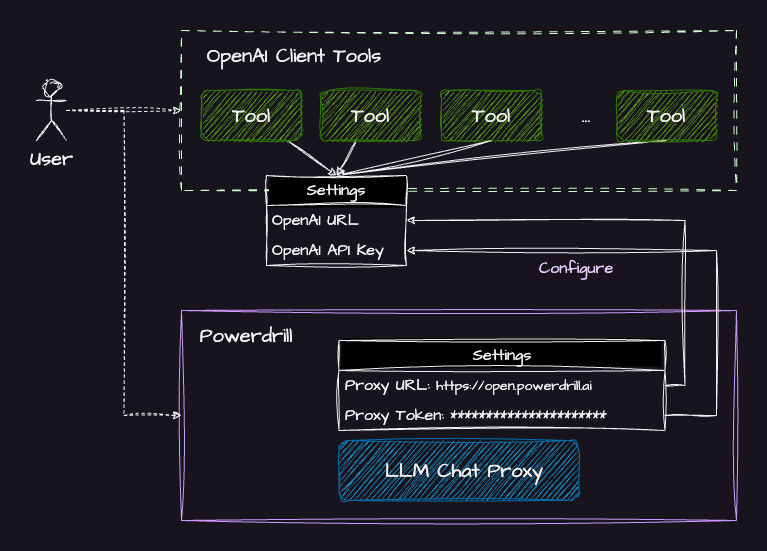 OpenAI Client Tools
Tool
Tool
Tool
...
Tool
User
Settings
OpenAI URL
OpenAI API Key
Configure
Powerdrill
Settings
Proxy URL: https://open.powerdrill.ai
Proxy Token: **********************
LLM Chat Proxy